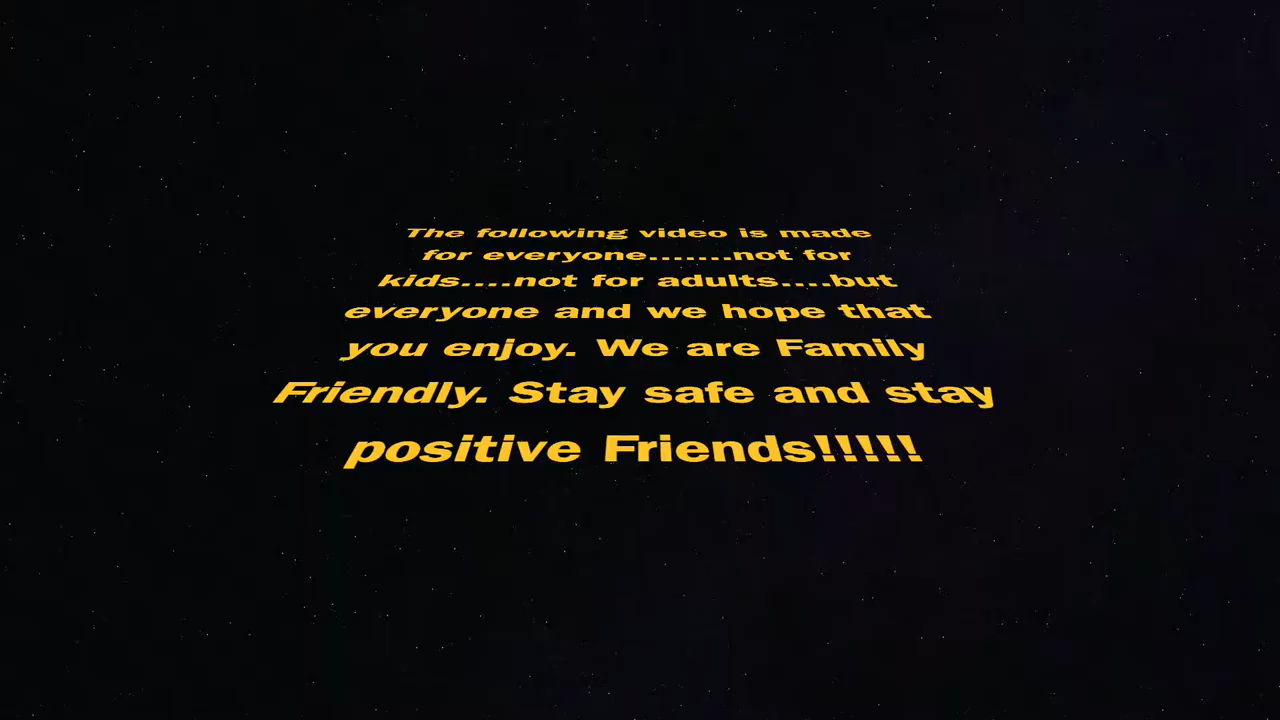 The following video is made
for everyone.......not for
kids....not for adults....but
everyone and we hope that
you enjoy. We are Family
Friendly. Stay safe and stay
positive Friends!!!!!